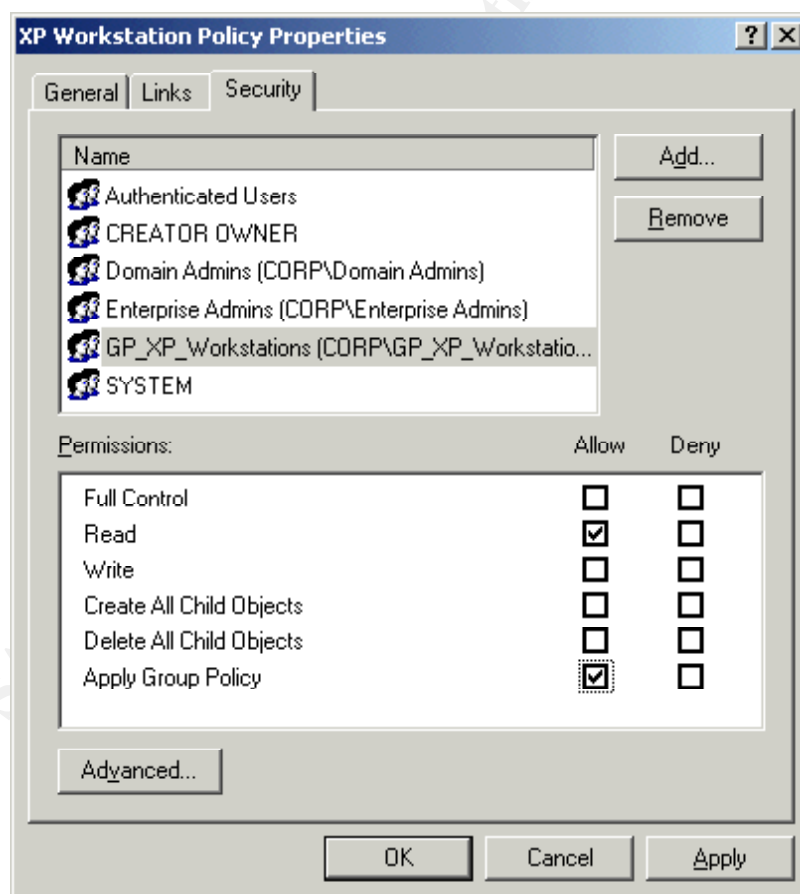 XP Workstation Policy Properties
General Links Security
Name
Authenticated Users
CREATOR OWNER
Domain Admins (CORP\Domain Admins)
Enterprise Admins (CORP\Enterprise Admins)
GP_XP_Workstations (CORP\GP_XP_Workstatio...
SYSTEM
Add...
Remove
Permissions: Allow Deny
Full Control
Read
Write
Create All Child Objects
Delete All Child Objects
Apply Group Policy
Advanced...
OK Cancel Apply